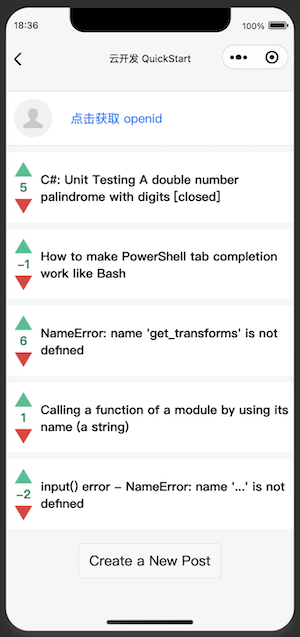 18:36
100%
云开发 QuickStart
点击获取 openid
5
C#: Unit Testing A double number
palindrome with digits [closed]
-1
How to make PowerShell tab completion
work like Bash
6
NameError: name 'get_transforms' is not
defined
1
Calling a function of a module by using its
name (a string)
-2
input() error - NameError: name '...' is not
defined
Create a New Post